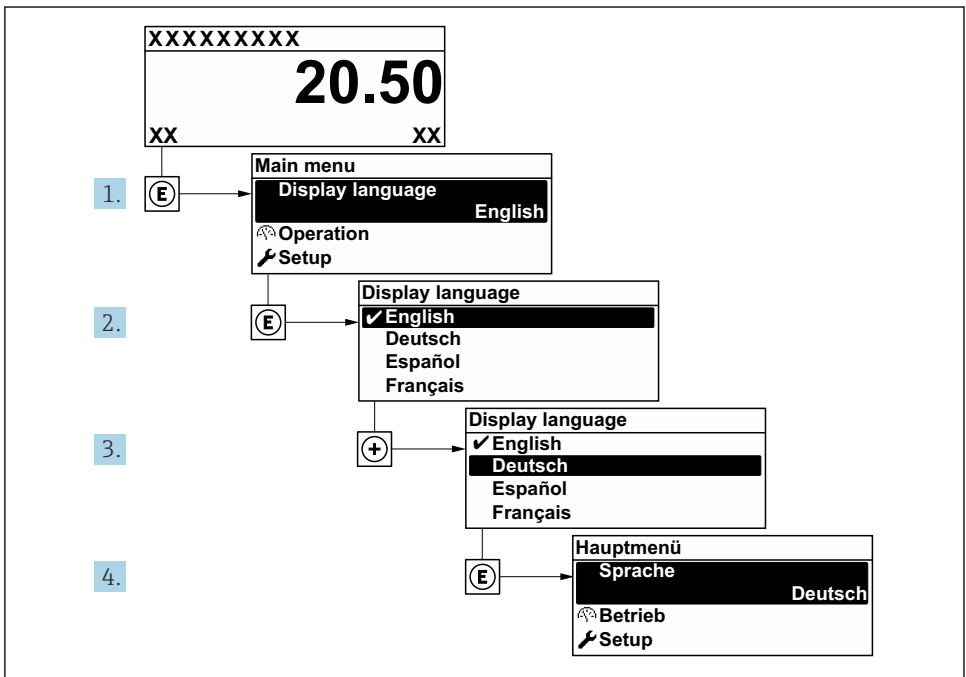 XXXXXXXXX
20.50
XX XX
1. E
Main menu
Display language
English
Operation
Setup
2. E
Display language
✔English
Deutsch
Español
Français
3. +
Display language
✔English
Deutsch
Español
Français
4. E
Hauptmenü
Sprache
Deutsch
Betrieb
Setup